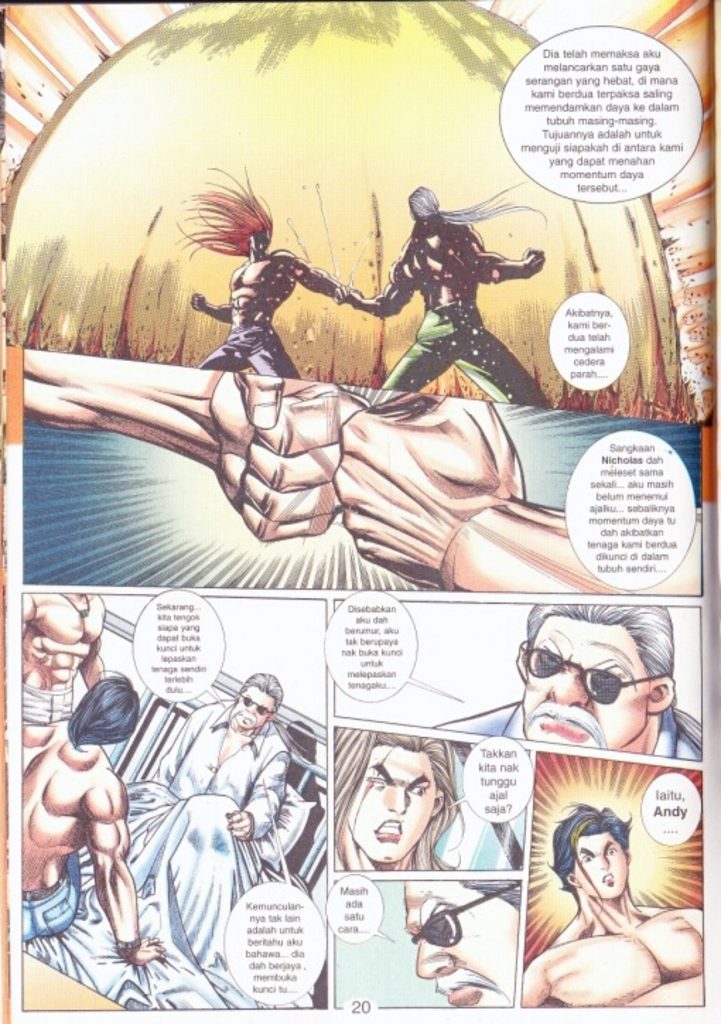 Dia telah memaksa aku
melancarkan satu gaya
serangan yang hebat, di mana
kami berdua terpaksa saling
memendamkan daya ke dalam
tubuh masing-masing.
Tujuannya adalah untuk
menguji siapakah di antara kami
yang dapat menahan
momentum daya
tersebut...
Akibatnya,
kami ber-
dua telah
mengalami
cedera
parah....
Sangkaan
Nicholas dah
meleset sama
sekali... aku masih
belum menemui
ajalku... sebaliknya
momentum daya tu
dah akibatkan
tenaga kami berdua
dikunci di dalam
tubuh sendiri....
Sekarang...
kita tengok
siapa yang
dapat buka
kunci untuk
lepaskan
tenaga sendiri
terlebih
dulu....
Kemunculan-
nya tak lain
adalah untuk
beritahu aku
bahawa... dia
dah berjaya
membuka
kunci tu....
Disebabkan
aku dah
berumur, aku
tak berupaya
nak buka kunci
untuk
melepaskan
tenagaku....
Takkan
kita nak
tunggu
ajal
saja?
Masih
ada
satu
cara....
Iaitu,
Andy
....
20